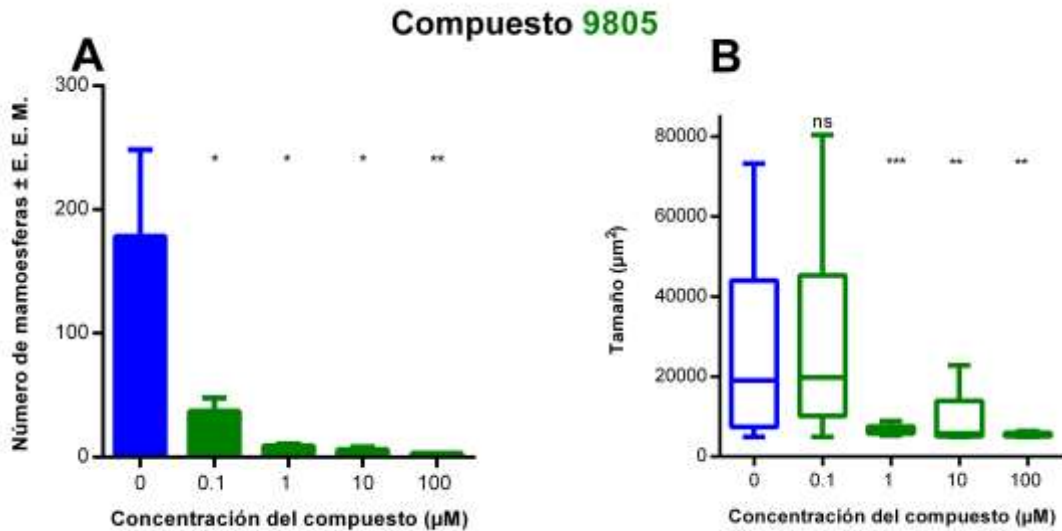 Compuesto 9805
A
Número de mamoesferas ± E. E. M.
300
200
100
0
* * * **
0 0.1 1 10 100
Concentración del compuesto (µM)
B
Tamaño (µm²)
80000
60000
40000
20000
0
ns
*** ** **
0 0.1 1 10 100
Concentración del compuesto (µM)